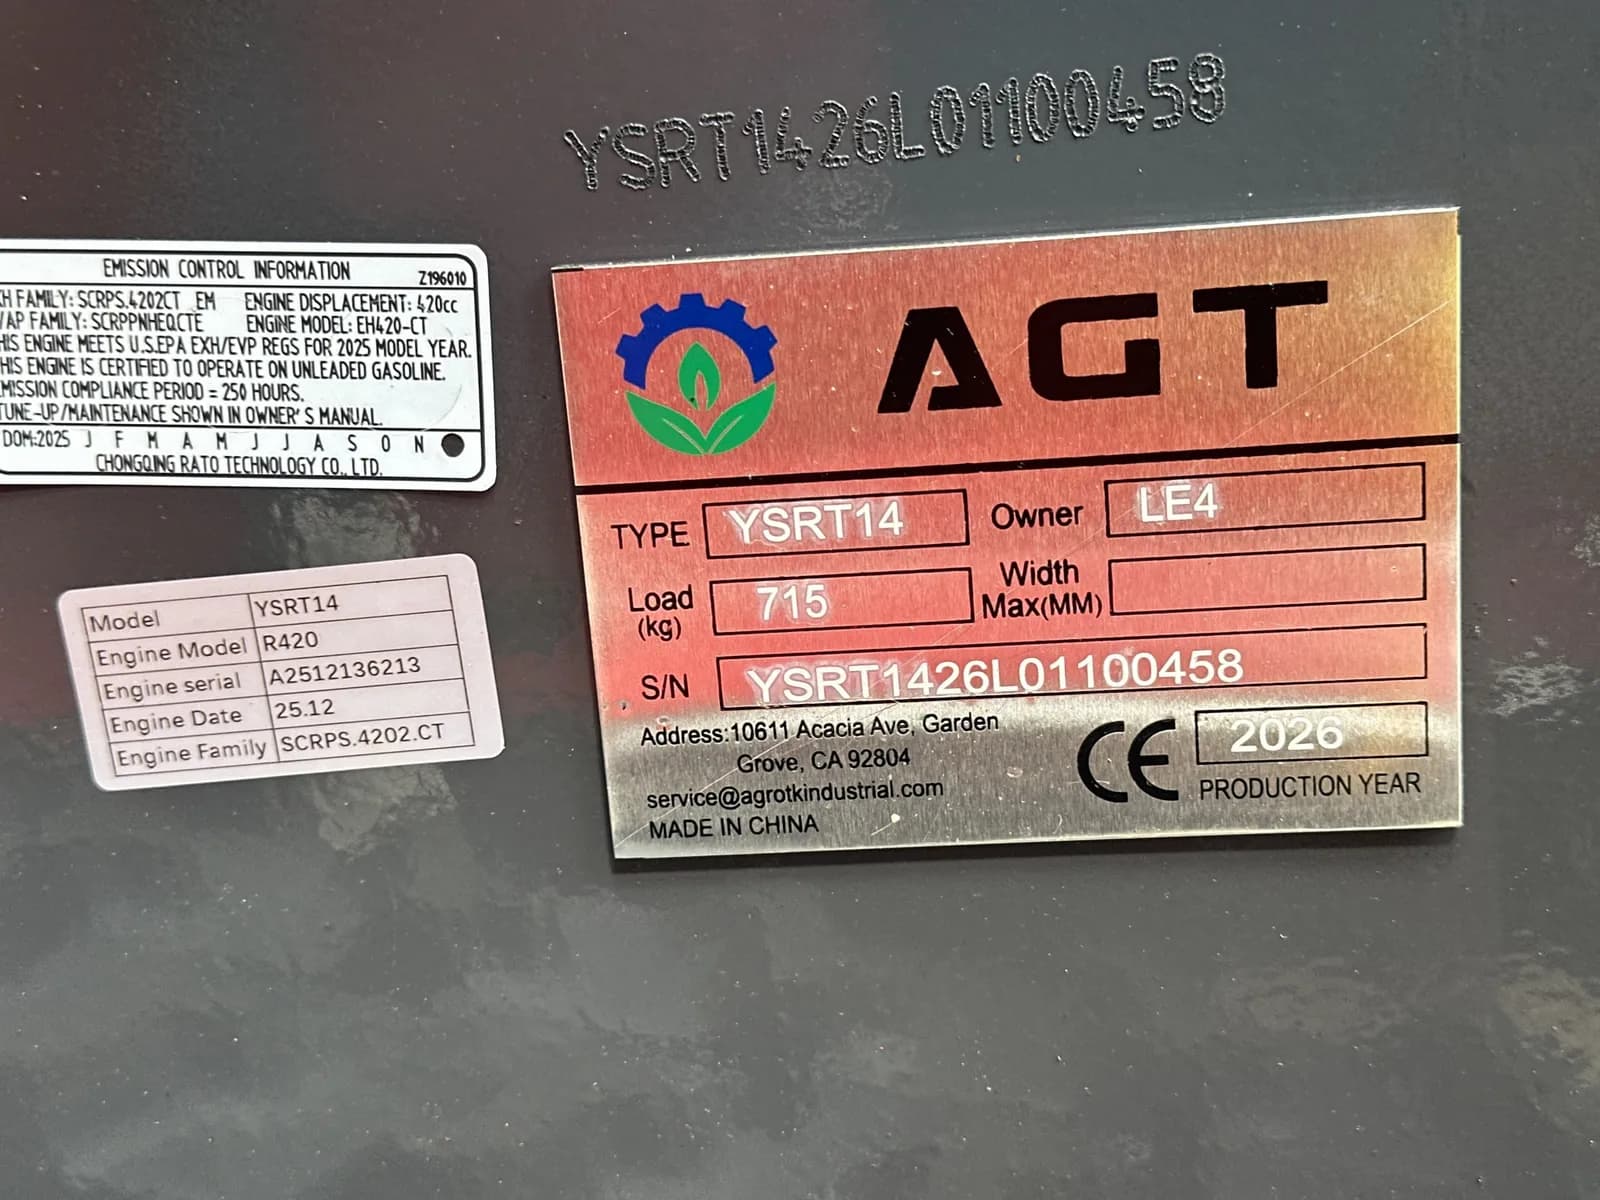 YSRT1426L01100458
EMISSION CONTROL INFORMATION Z196010
H FAMILY: SCRPS.4202CT EM ENGINE DISPLACEMENT: 420cc
/AP FAMILY: SCRPPNHEQCTE ENGINE MODEL: EH420-CT
HIS ENGINE MEETS U.S.EPA EXH/EVP REGS FOR 2025 MODEL YEAR.
HIS ENGINE IS CERTIFIED TO OPERATE ON UNLEADED GASOLINE.
MISSION COMPLIANCE PERIOD = 250 HOURS.
TUNE-UP/MAINTENANCE SHOWN IN OWNER'S MANUAL.
DOM:2025 J F M A M J J A S O N
CHONGQING RATO TECHNOLOGY CO., LTD.
Model YSRT14
Engine Model R420
Engine serial A2512136213
Engine Date 25.12
Engine Family SCRPS.4202.CT
AGT
TYPE YSRT14 Owner LE4
Load (kg) 715 Width Max(MM)
S/N YSRT1426L01100458
Address:10611 Acacia Ave, Garden
Grove, CA 92804
service@agrotkindustrial.com
MADE IN CHINA
CE 2026
PRODUCTION YEAR